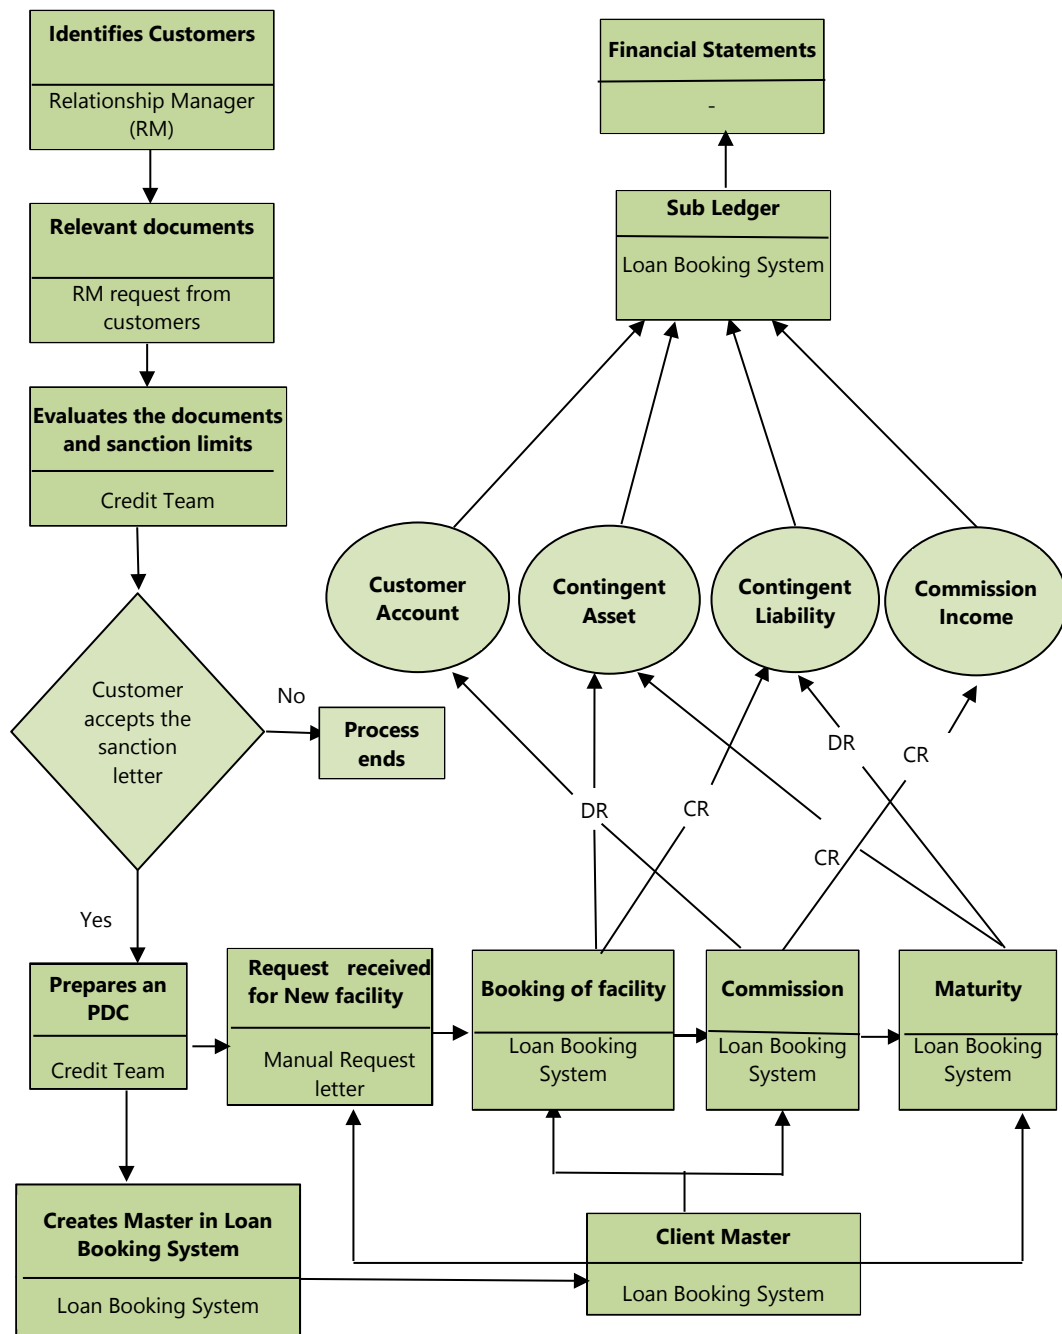 Identifies Customers
Relationship Manager
(RM)
Financial Statements
-
Relevant documents
RM request from
customers
Sub Ledger
Loan Booking System
Evaluates the documents
and sanction limits
Credit Team
Customer
Account
Contingent
Asset
Contingent
Liability
Commission
Income
Customer
accepts the
sanction
letter
No
Process
ends
DR
CR
DR
CR
CR
Yes
Prepares an
PDC
Credit Team
Request received
for New facility
Manual Request
letter
Booking of facility
Loan Booking
System
Commission
Loan Booking
System
Maturity
Loan Booking
System
Creates Master in Loan
Booking System
Loan Booking System
Client Master
Loan Booking System